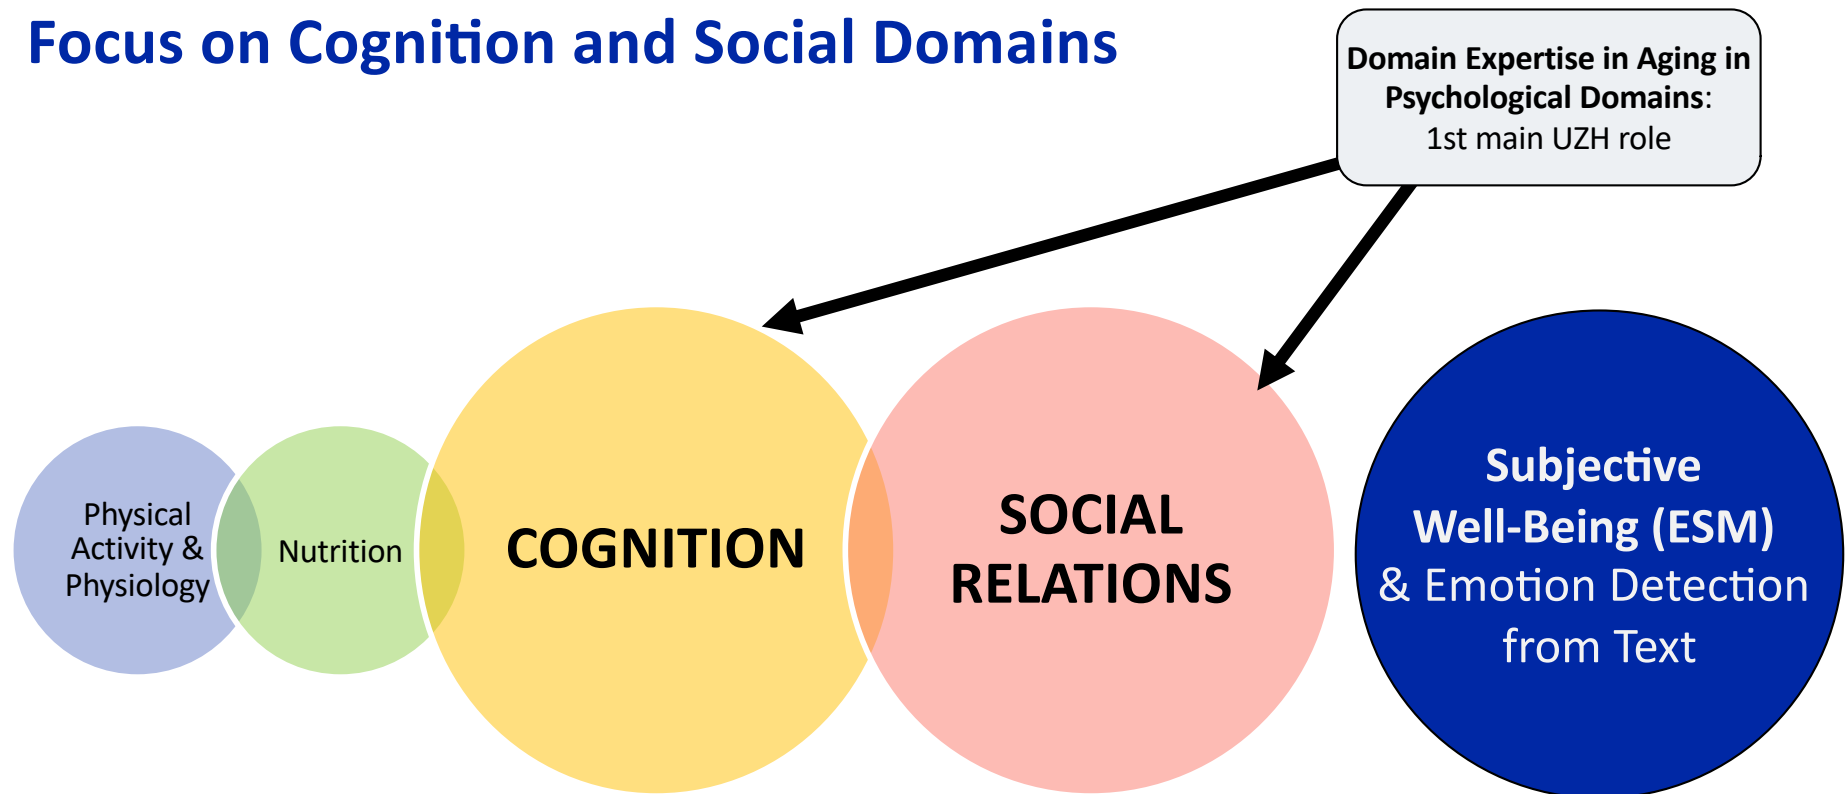 Focus on Cognition and Social Domains
Domain Expertise in Aging in
Psychological Domains:
1st main UZH role
Physical
Activity &
Physiology
Nutrition
COGNITION
SOCIAL
RELATIONS
Subjective
Well-Being (ESM)
& Emotion Detection
from Text